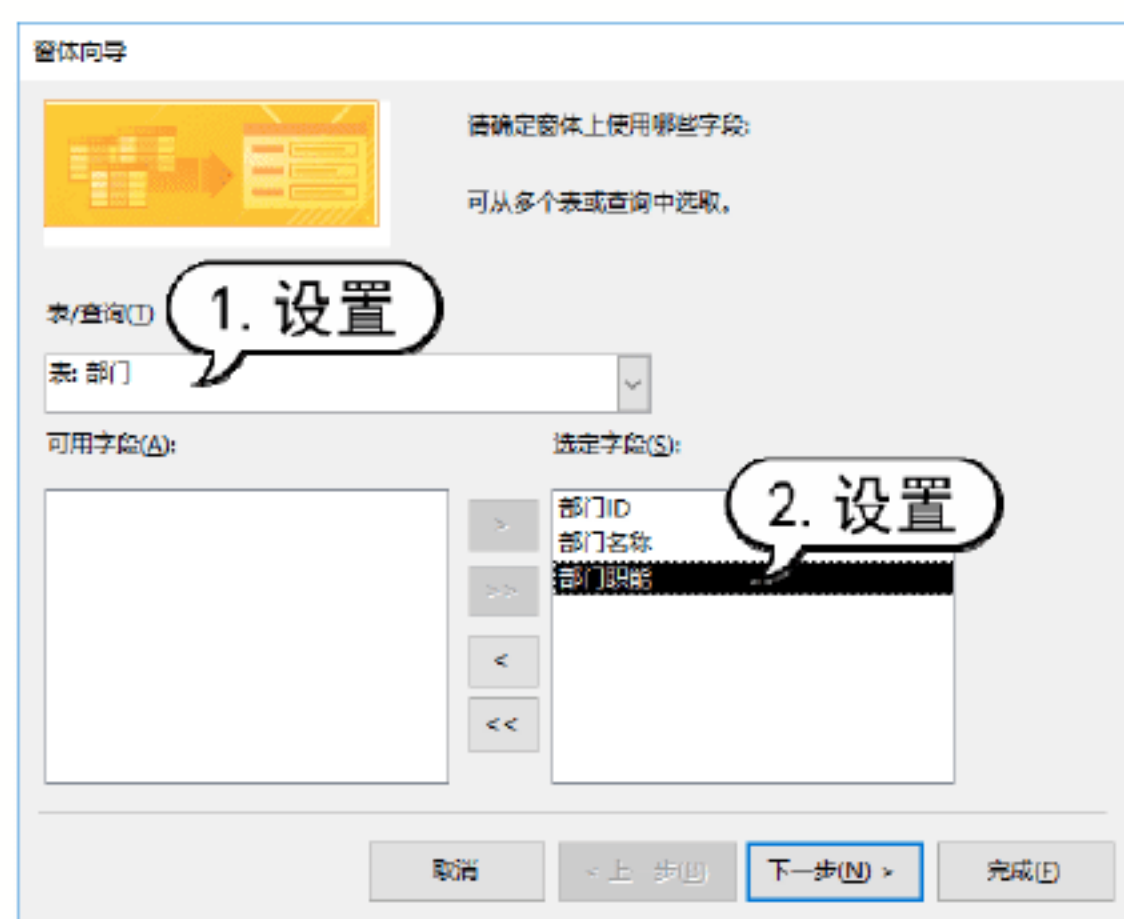 窗体向导
请确定窗体上使用哪些字段:
可从多个表或查询中选取。
1. 设置
表/查询(T)
表: 部门
可用字段(A):
选定字段(S):
2. 设置
>
>>
<
<<
部门ID
部门名称
部门职能
取消
< 上一步(B)
下一步(N) >
完成(F)